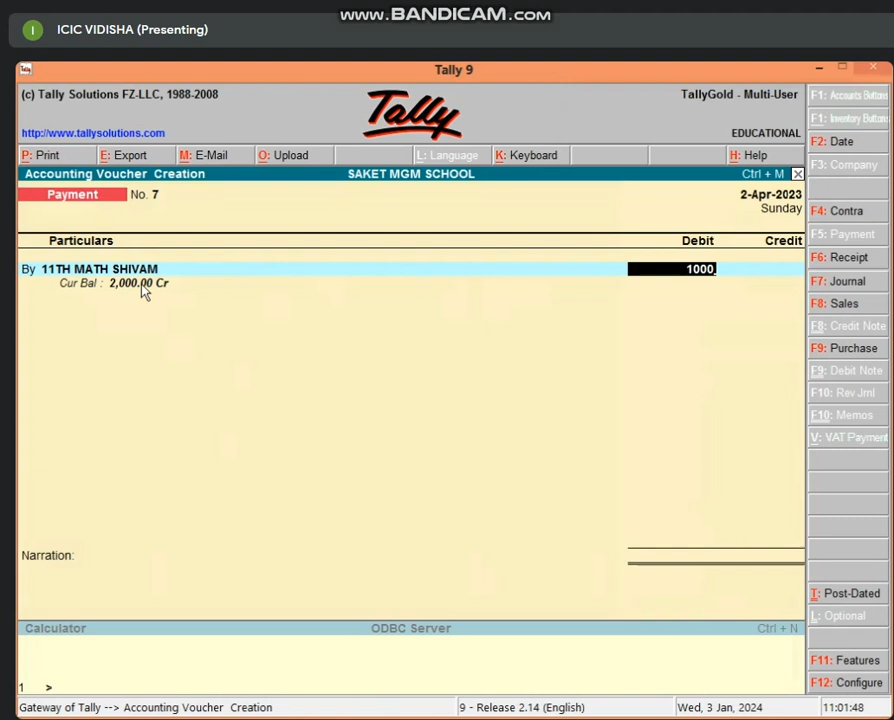 www.BANDICAM.com
I ICIC VIDISHA (Presenting)
Tally 9
(c) Tally Solutions FZ-LLC, 1988-2008
Tally
TallyGold - Multi-User
http://www.tallysolutions.com
EDUCATIONAL
P: Print E: Export M: E-Mail O: Upload L: Language K: Keyboard H: Help
Accounting Voucher Creation SAKET MGM SCHOOL Ctrl + M
Payment No. 7 2-Apr-2023
Sunday
Particulars Debit Credit
By 11TH MATH SHIVAM 1000
Cur Bal : 2,000.00 Cr
Narration:
Calculator ODBC Server Ctrl + N
1 >
Gateway of Tally --> Accounting Voucher Creation 9 - Release 2.14 (English) Wed, 3 Jan, 2024 11:01:48
F1: Accounts Buttons
F1: Inventory Buttons
F2: Date
F3: Company
F4: Contra
F5: Payment
F6: Receipt
F7: Journal
F8: Sales
F8: Credit Note
F9: Purchase
F9: Debit Note
F10: Rev Jrnl
F10: Memos
V: VAT Payment
T: Post-Dated
L: Optional
F11: Features
F12: Configure